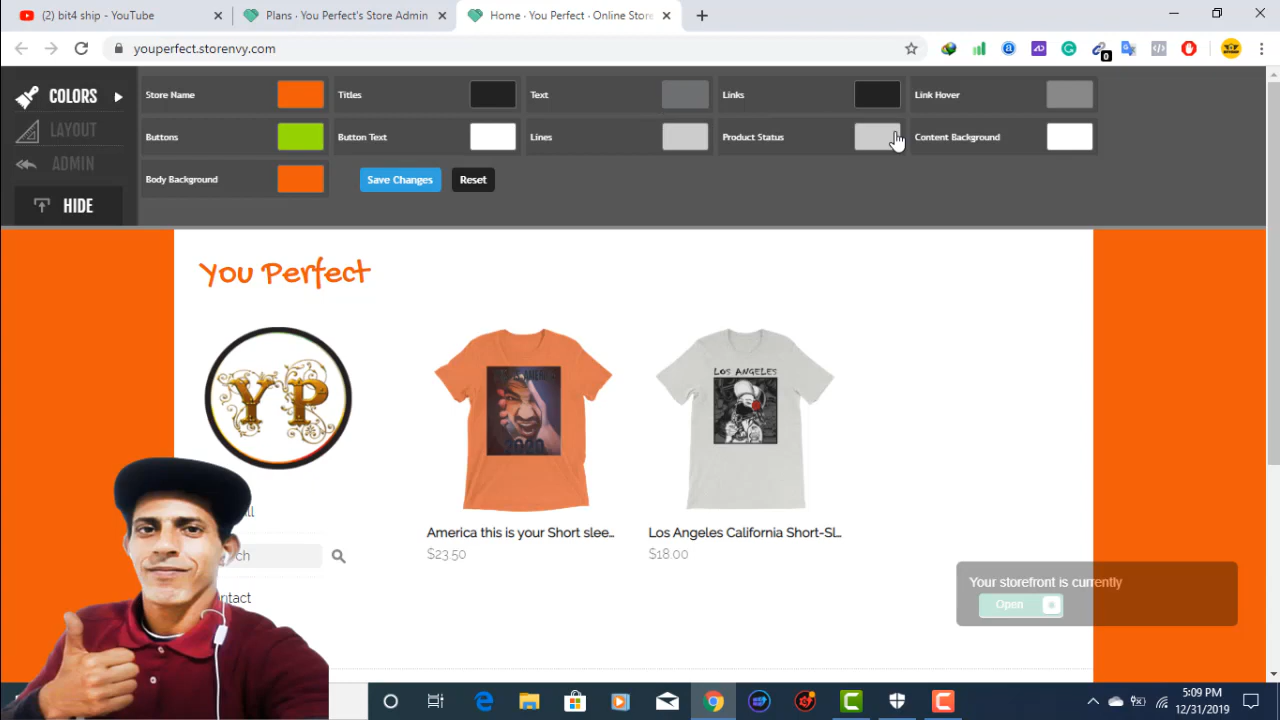 (2) bit4 ship - YouTube
Plans · You Perfect's Store Admin
Home · You Perfect · Online Store
youperfect.storenvy.com
0
COLORS
LAYOUT
ADMIN
HIDE
Store Name
Titles
Text
Links
Link Hover
Buttons
Button Text
Lines
Product Status
Content Background
Body Background
Save Changes
Reset
You Perfect
YP
LOS ANGELES
2020
America this is your Short slee...
$23.50
Los Angeles California Short-SL...
$18.00
Your storefront is currently
Open
5:09 PM
12/31/2019